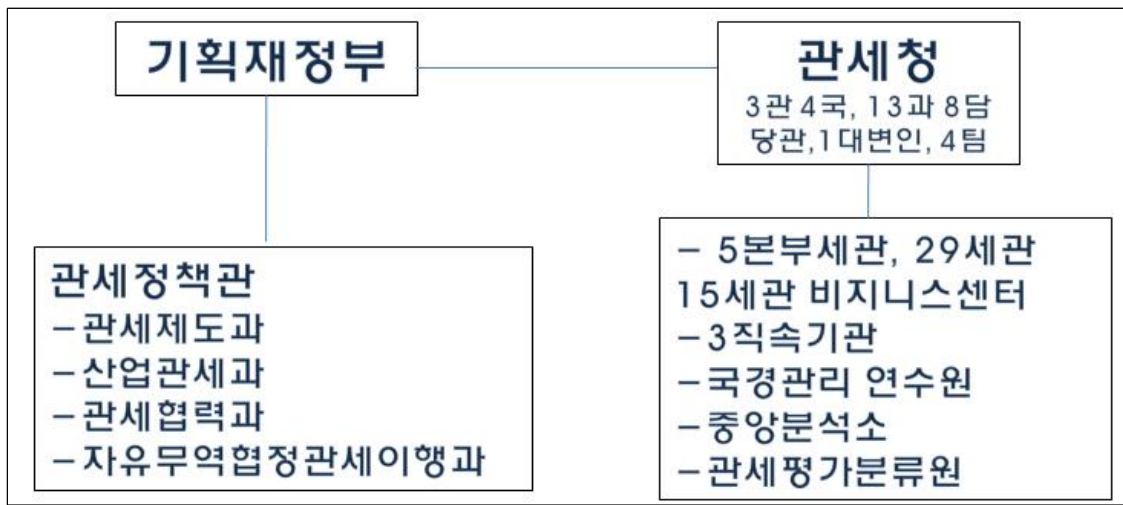 기획재정부
관세청
3관 4국, 13과 8담
당관,1대변인, 4팀
관세정책관
–관세제도과
–산업관세과
–관세협력과
–자유무역협정관세이행과
– 5본부세관, 29세관
15세관 비지니스센터
–3직속기관
–국경관리 연수원
–중앙분석소
–관세평가분류원